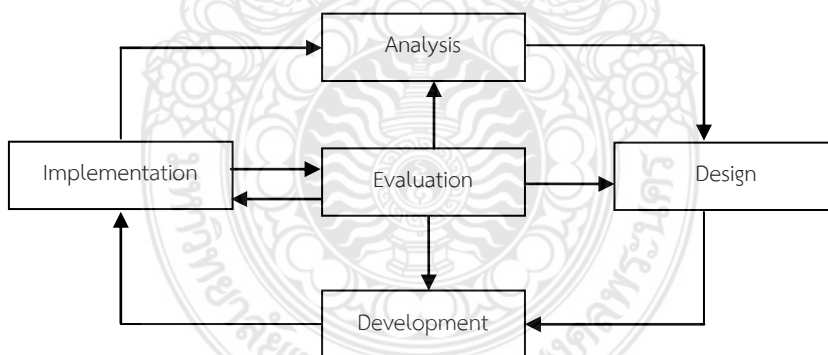 Analysis
Implementation
Evaluation
Design
Development